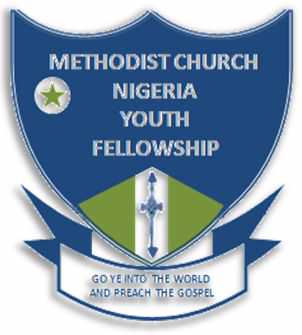 METHODIST CHURCH
NIGERIA
YOUTH
FELLOWSHIP
GO YE INTO THE WORLD
AND PREACH THE GOSPEL